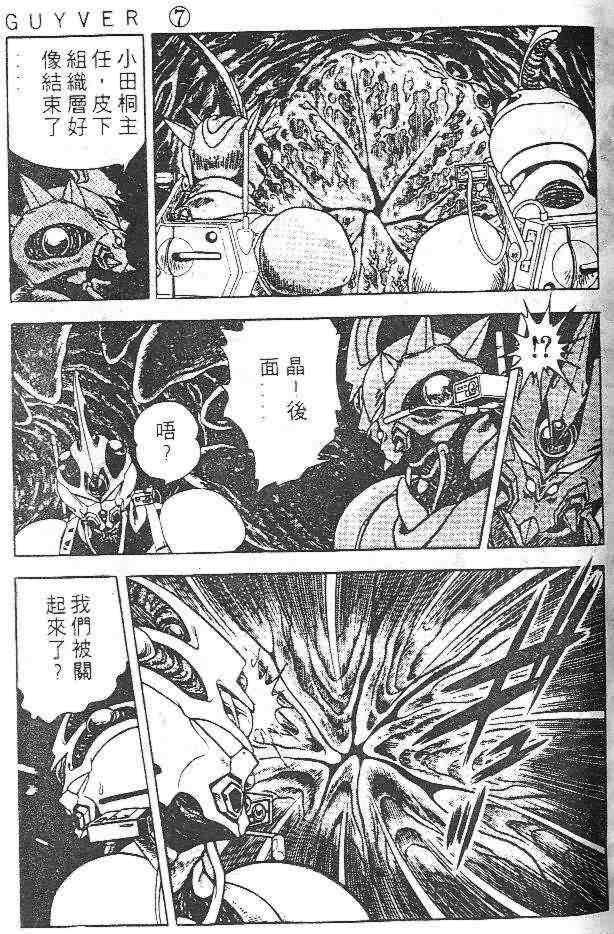 GUYVER ⑦
小田桐主
任，皮下
組織層好
像結束了
……
!?
晶！後
面……
唔？
我們被關
起來了？